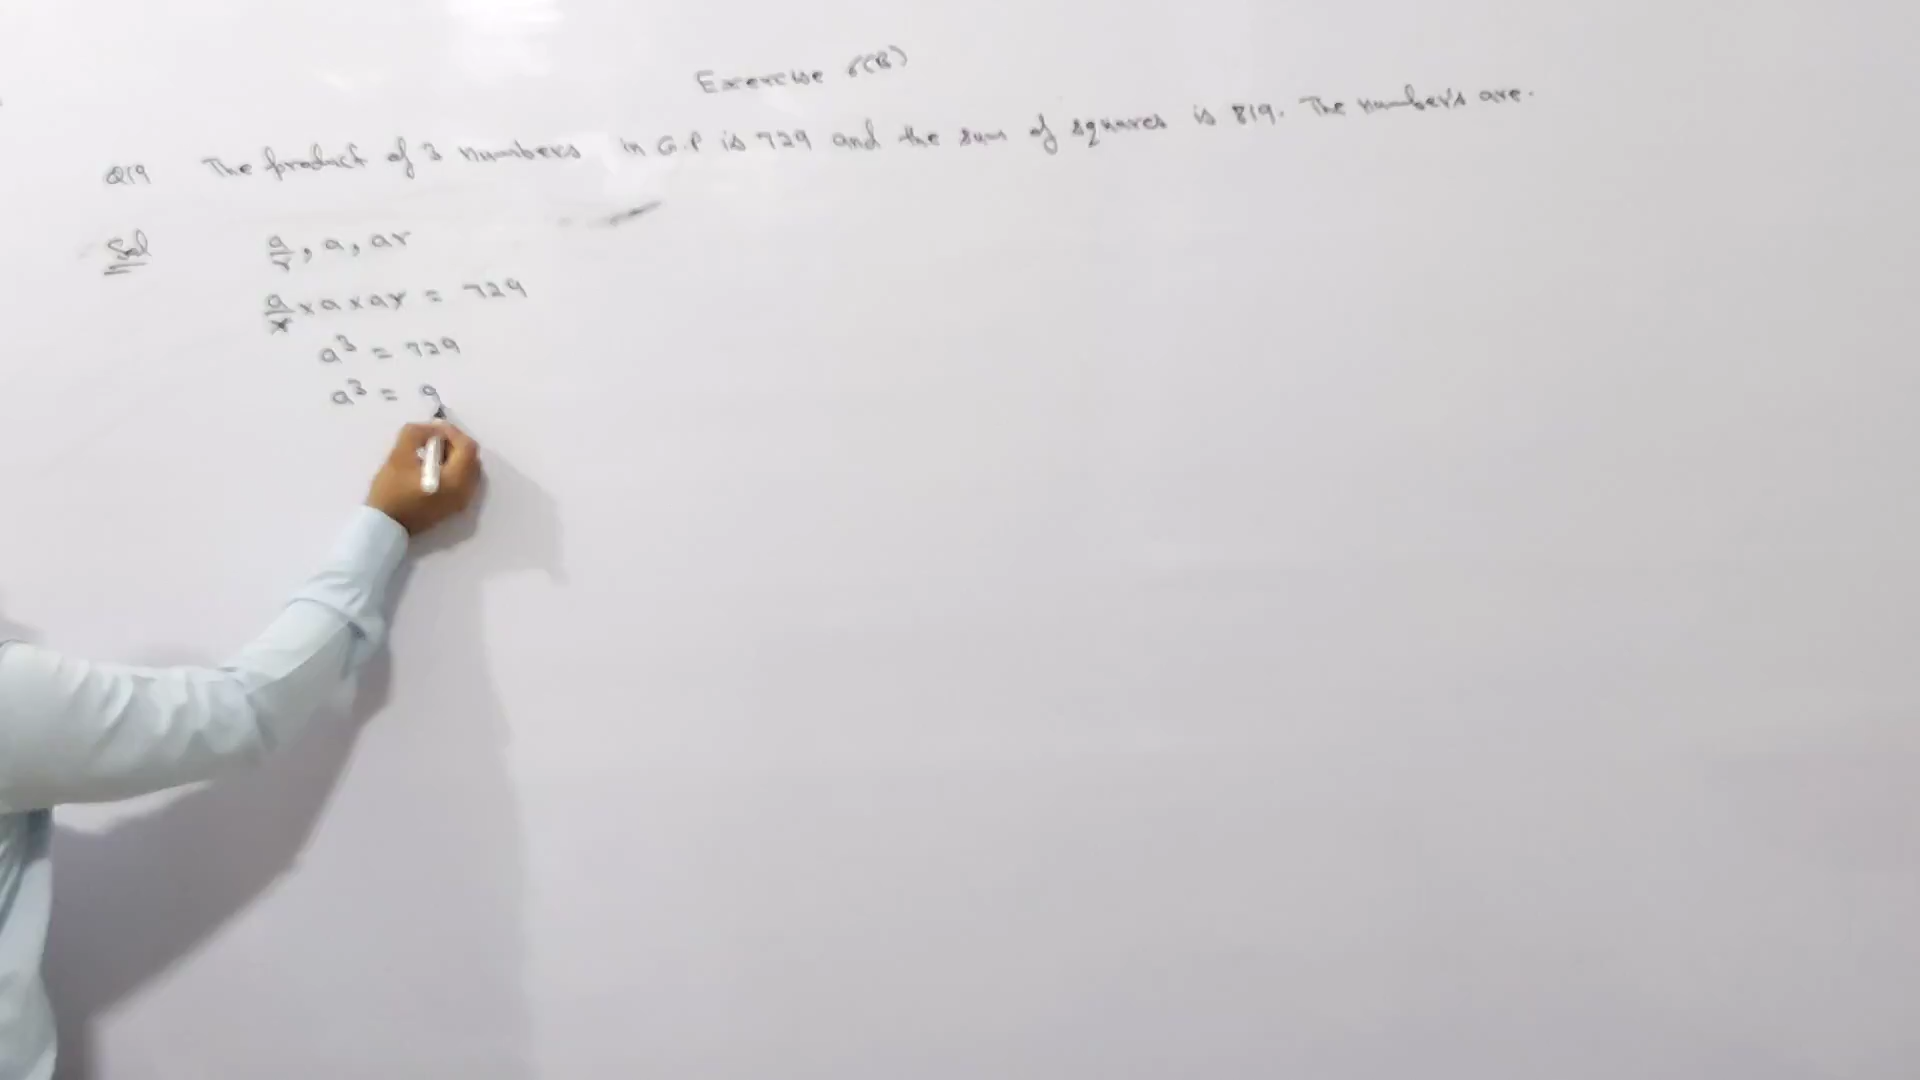 Exercise 6(B)
Q19 The product of 3 numbers in G.P is 729 and the sum of squares is 819. The numbers are.
Sol a/r, a, ar
a/r × a × ar = 729
a³ = 729
a³ = 9